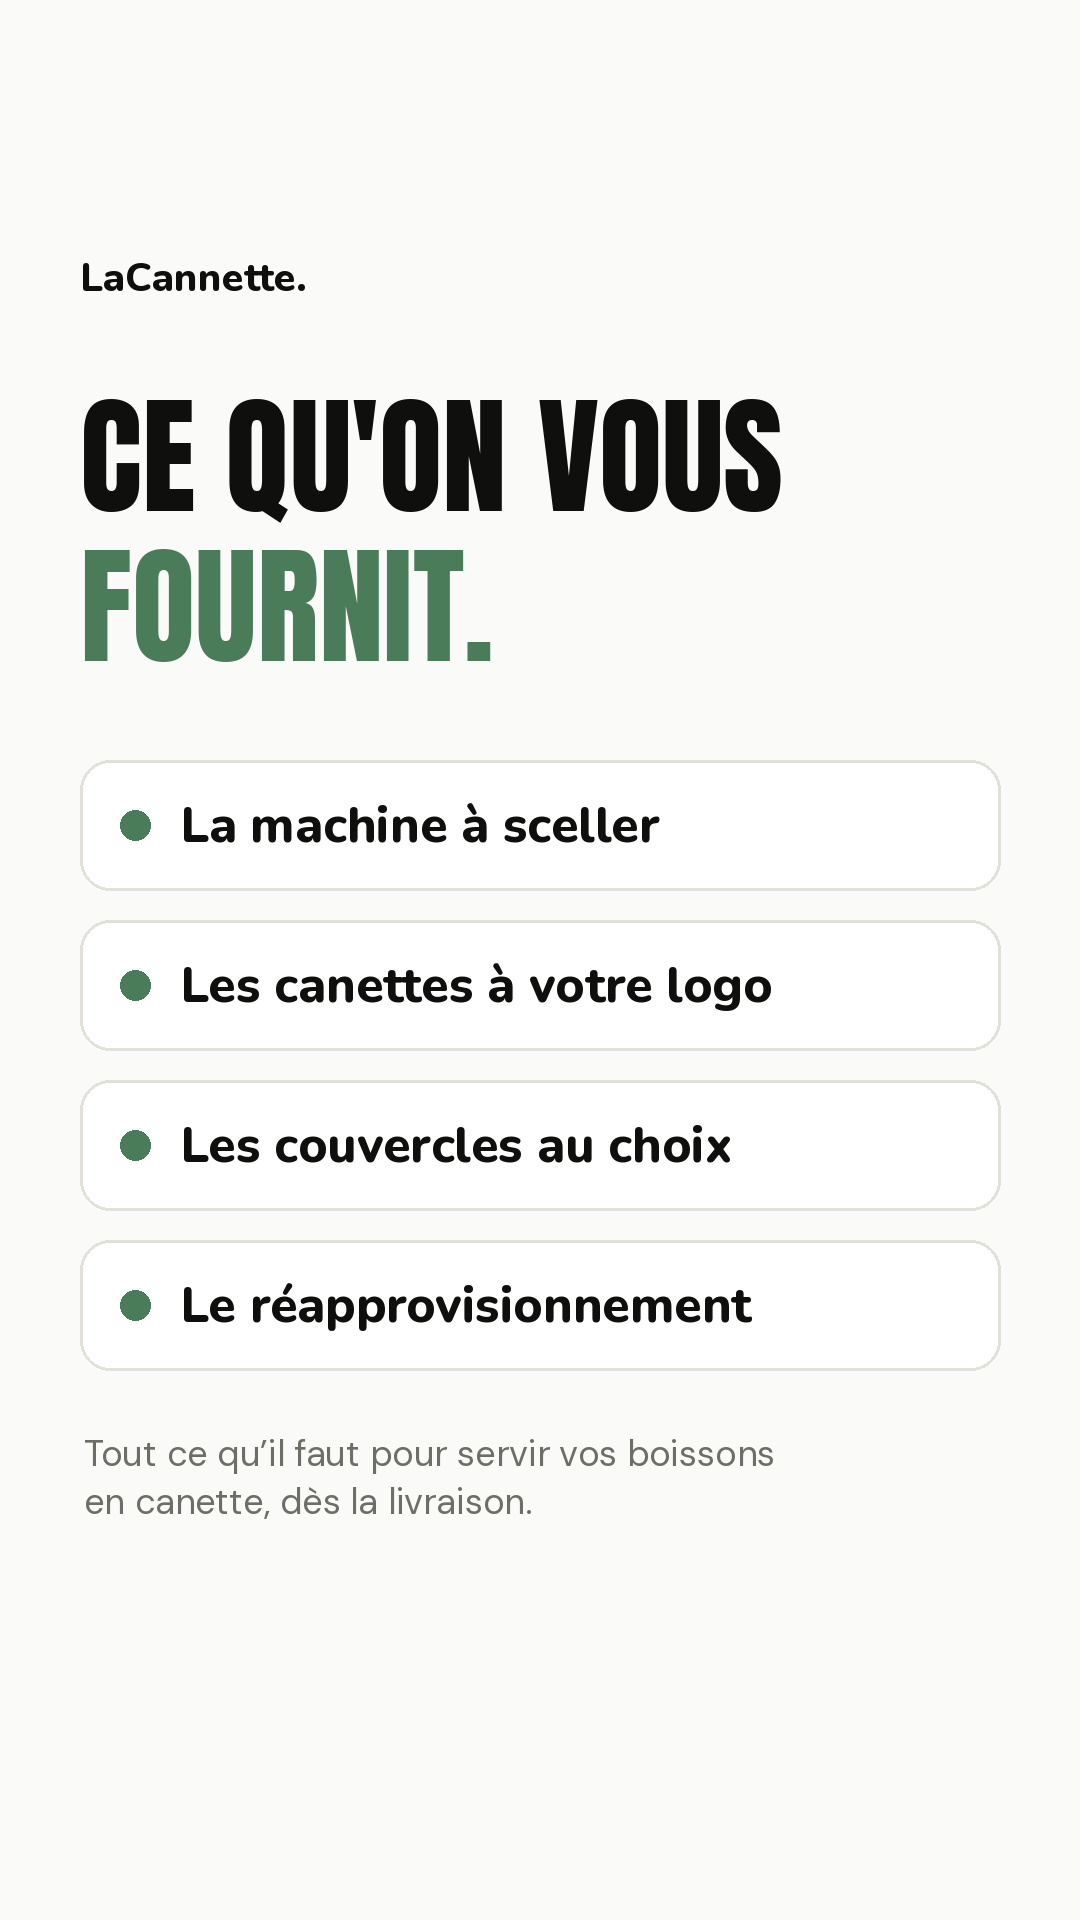 LaCannette.
CE QU'ON VOUS
FOURNIT.
La machine à sceller
Les canettes à votre logo
Les couvercles au choix
Le réapprovisionnement
Tout ce qu’il faut pour servir vos boissons
en canette, dès la livraison.